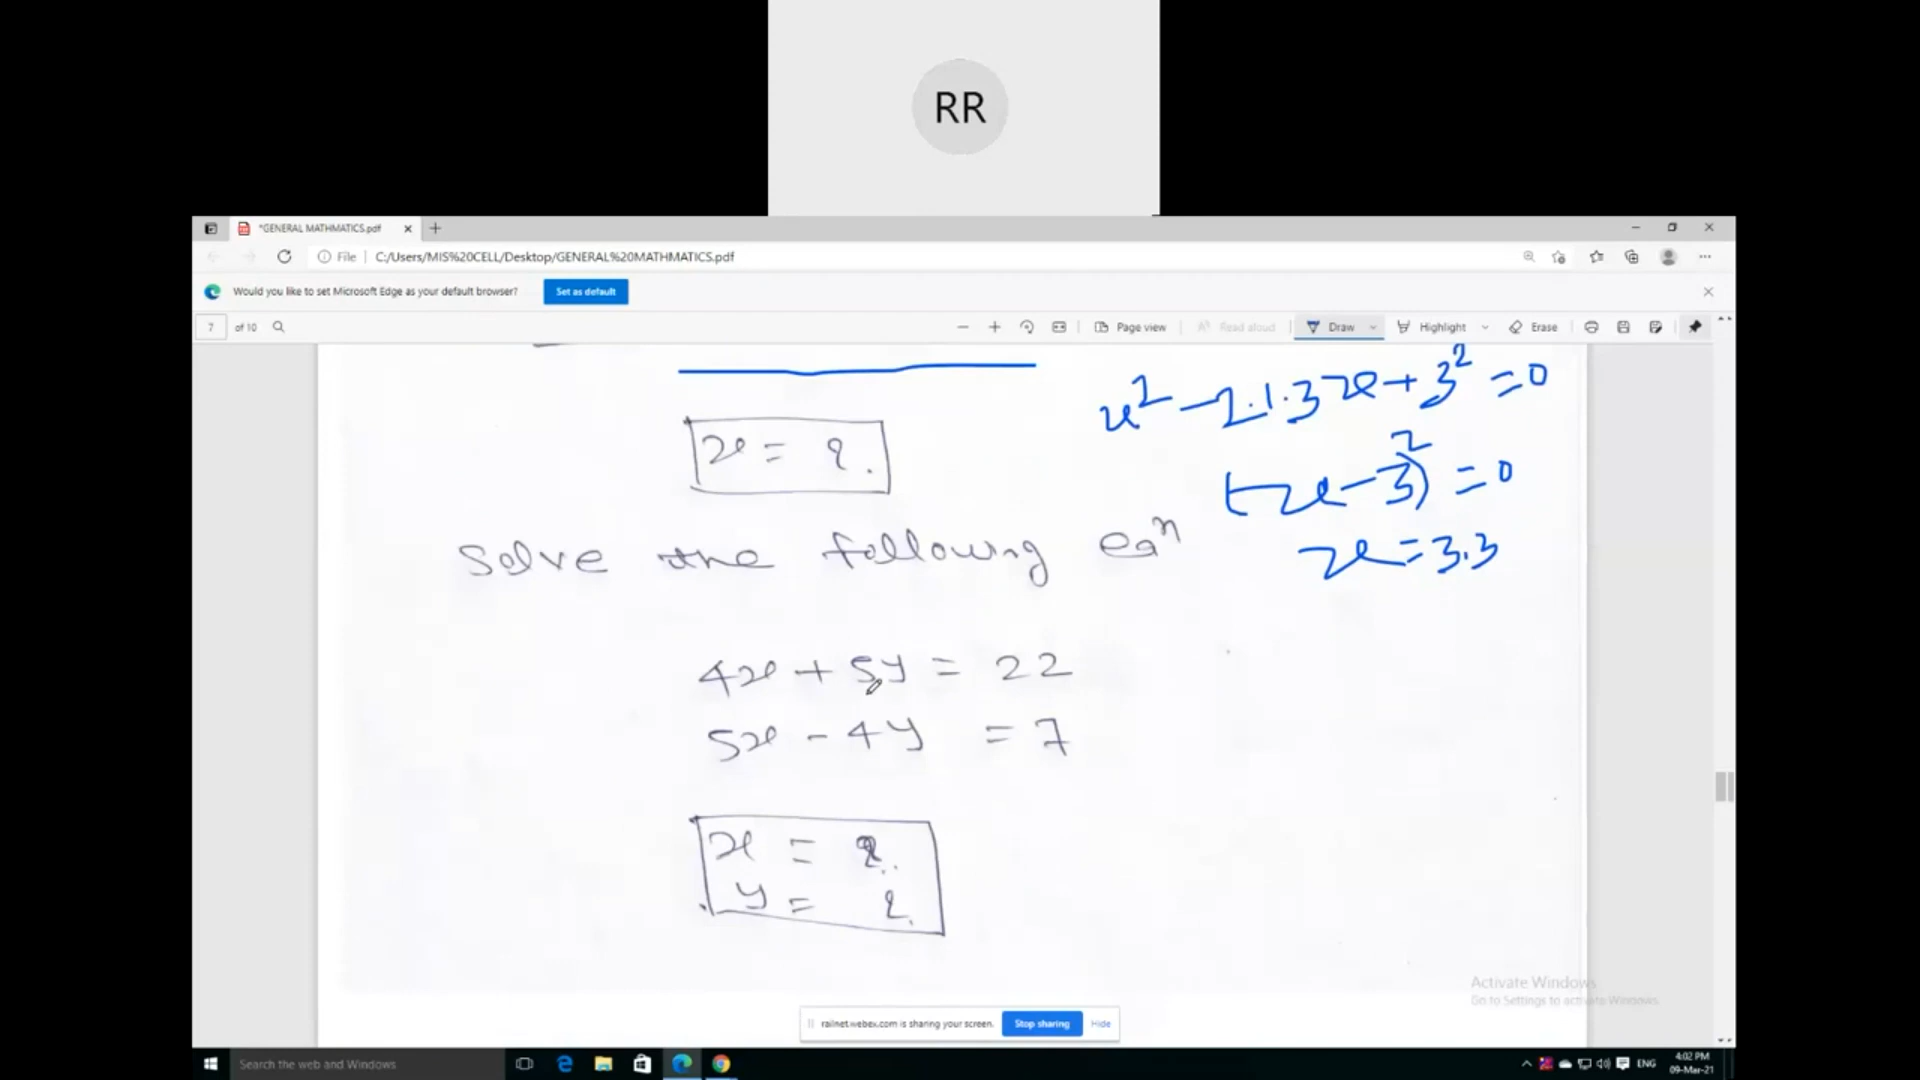 RR
*GENERAL MATHMATICS.pdf
File | C:/Users/MIS%20CELL/Desktop/GENERAL%20MATHMATICS.pdf
Would you like to set Microsoft Edge as your default browser? Set as default
7 of 10 Page view Read aloud Draw Highlight Erase
x² - 2.1.3x + 3² = 0
x = ?.
(x - 3)² = 0
Solve the following eqⁿ
x = 3.3
4x + 5y = 22
5x - 4y = 7
x = ?.
y = ?.
Activate Windows
Go to Settings to activate Windows.
railnet.webex.com is sharing your screen. Stop sharing Hide
Search the web and Windows
ENG
4:02 PM
09-Mar-21